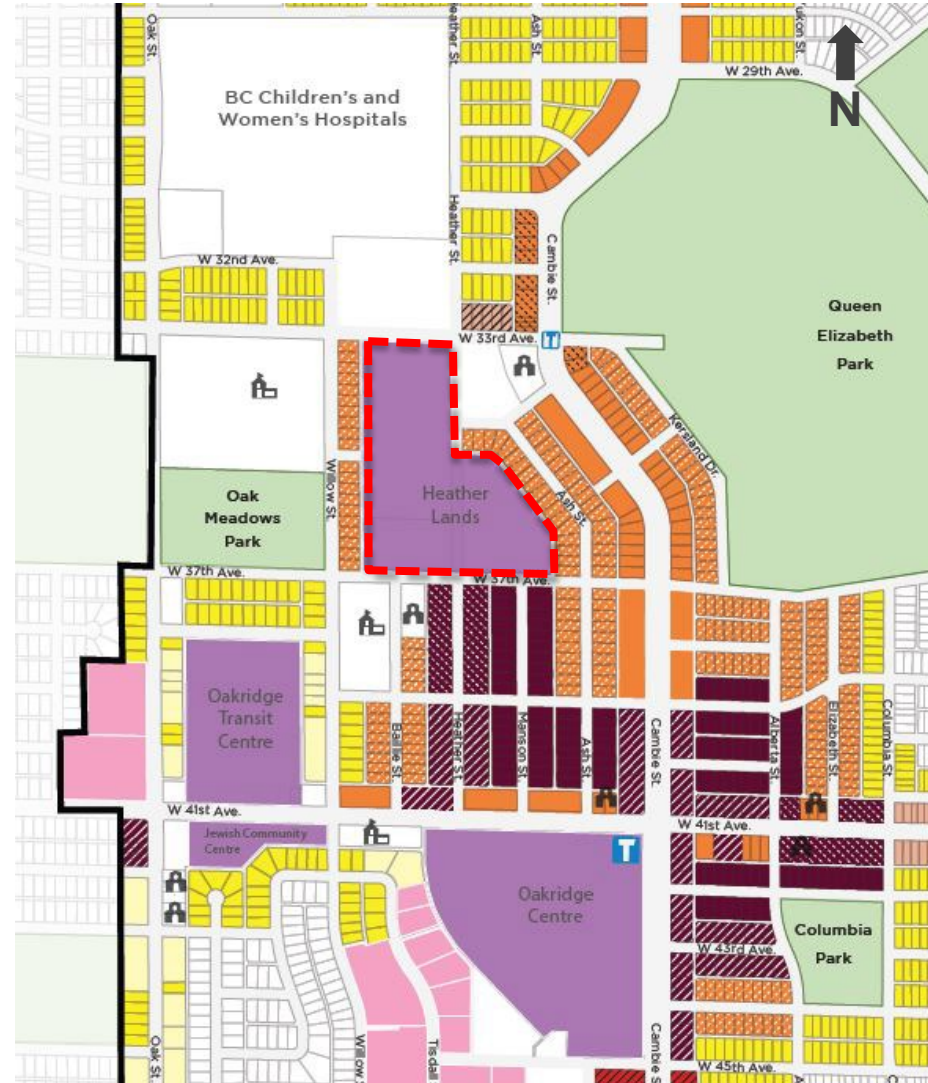 Oak St.
Heather St.
Ash St.
W 29th Ave.
N
BC Children's and
Women's Hospitals
Heather St.
Cambie St.
W 32nd Ave.
W 33rd Ave.
T
Queen
Elizabeth
Park
Kersland Dr.
Willow St.
Heather
Lands
Ash St.
Oak
Meadows
Park
W 37th Ave.
W 37th Ave.
Oakridge
Transit
Centre
Bailie St.
Heather St.
Manson St.
Ash St.
Cambie St.
Alberta St.
Elizabeth St.
Columbia St.
W 41st Ave.
W 41st Ave.
Jewish Community
Centre
T
Oakridge
Centre
Columbia
Park
W 43rd Ave.
Oak St.
Willow
Tisdall
Cambie S
W 45th Ave.